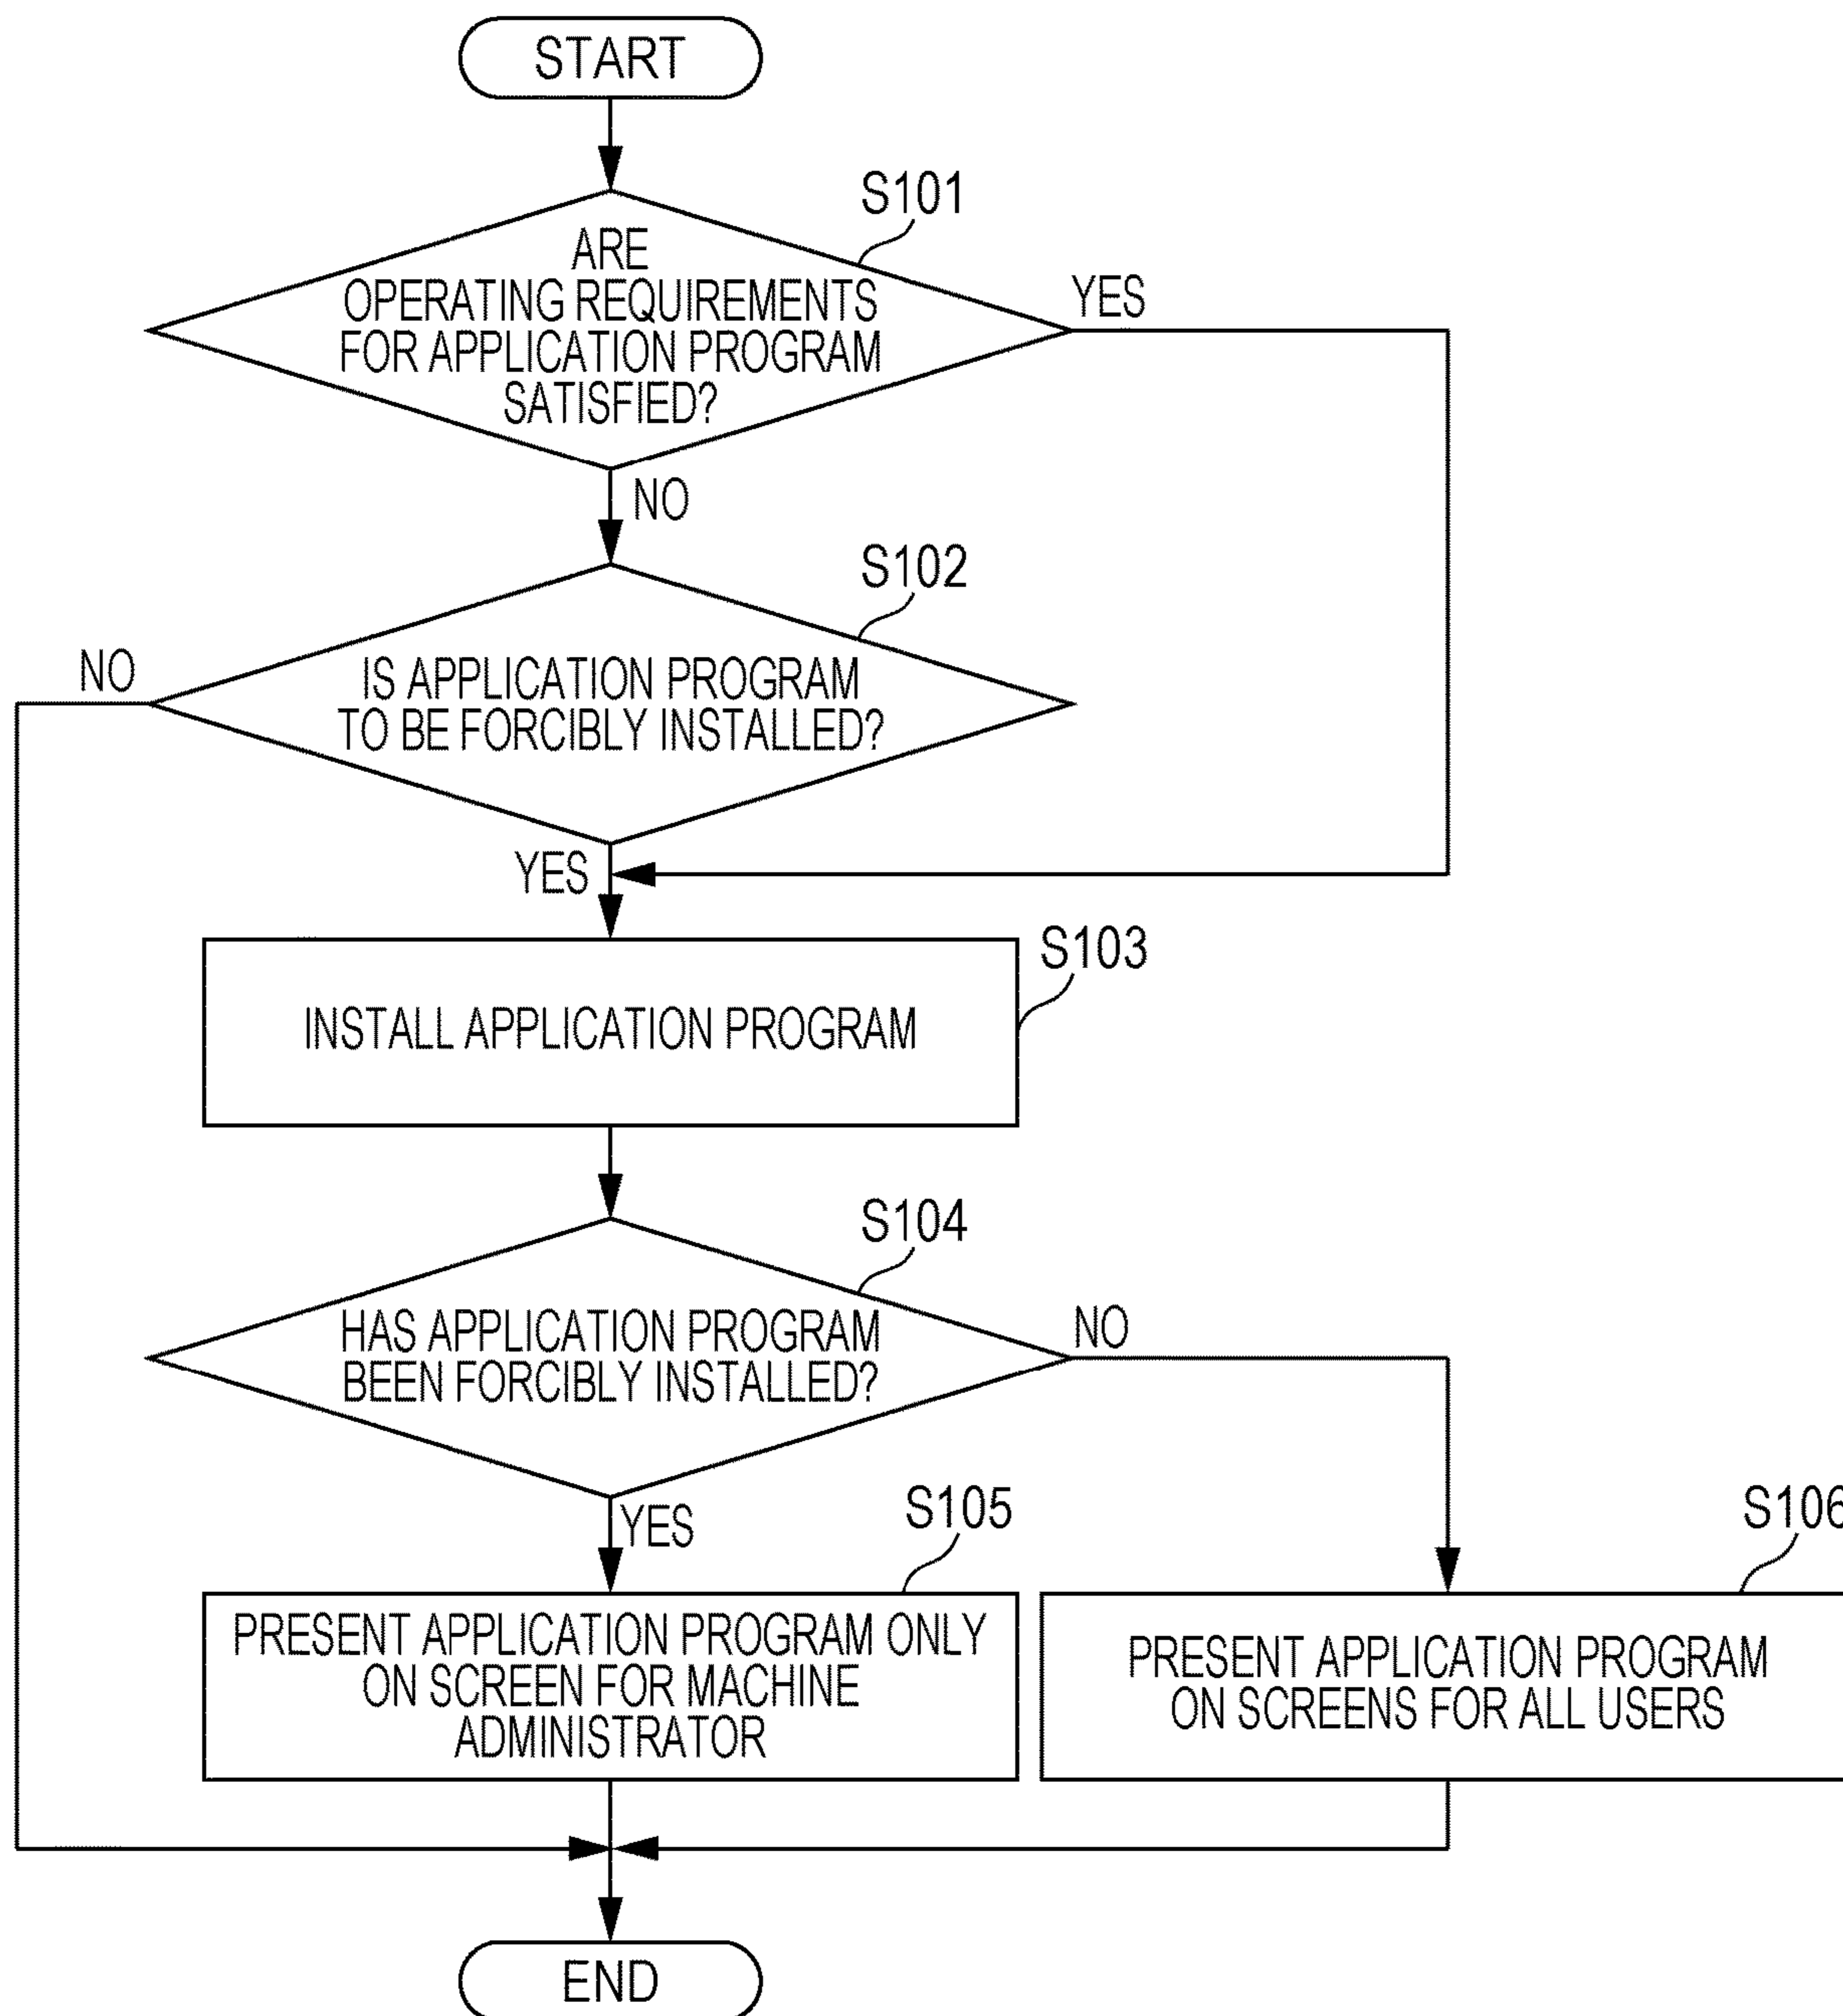 START
S101
ARE
OPERATING REQUIREMENTS
FOR APPLICATION PROGRAM
SATISFIED?
YES
NO
S102
IS APPLICATION PROGRAM
TO BE FORCIBLY INSTALLED?
NO
YES
S103
INSTALL APPLICATION PROGRAM
S104
HAS APPLICATION PROGRAM
BEEN FORCIBLY INSTALLED?
NO
YES
S105
PRESENT APPLICATION PROGRAM ONLY
ON SCREEN FOR MACHINE
ADMINISTRATOR
S106
PRESENT APPLICATION PROGRAM
ON SCREENS FOR ALL USERS
END